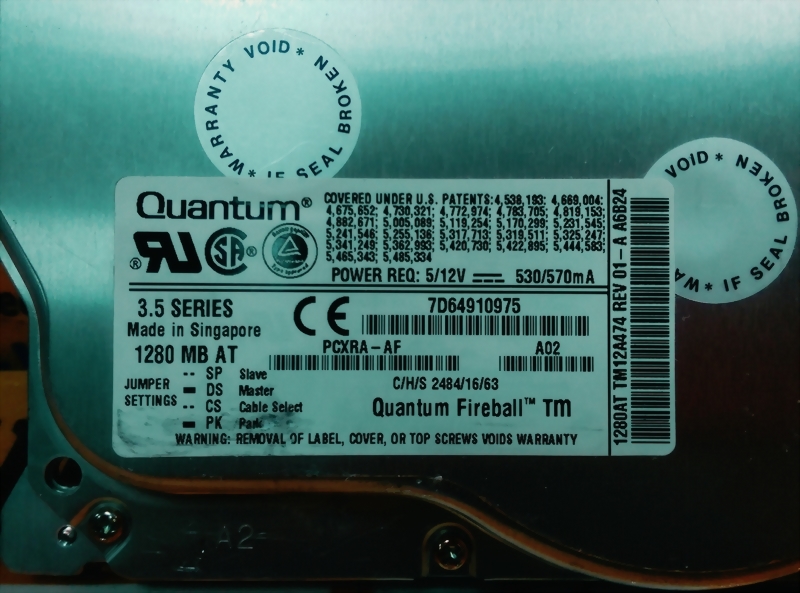 WARRANTY VOID * IF SEAL BROKEN *
VOID * IF SEAL BROKEN
Quantum®
COVERED UNDER U.S. PATENTS: 4,538,193; 4,669,004;
4,675,652; 4,730,321; 4,772,974; 4,783,705; 4,819,153;
4,882,671; 5,005,089; 5,119,254; 5,170,299; 5,231,545;
5,241,546; 5,255,136; 5,317,713; 5,319,511; 5,325,247;
5,341,249; 5,362,993; 5,420,730; 5,422,895; 5,444,583;
5,465,343; 5,485,334
POWER REQ: 5/12V 530/570mA
3.5 SERIES
Made in Singapore
7D64910975
1280 MB AT
PCXRA-AF A02
C/H/S 2484/16/63
JUMPER SETTINGS
-- SP Slave
DS Master
-- CS Cable Select
PK Park
Quantum Fireball™ TM
WARNING: REMOVAL OF LABEL, COVER, OR TOP SCREWS VOIDS WARRANTY
1280AT TM12A474 REV 01-A A6B24
A2